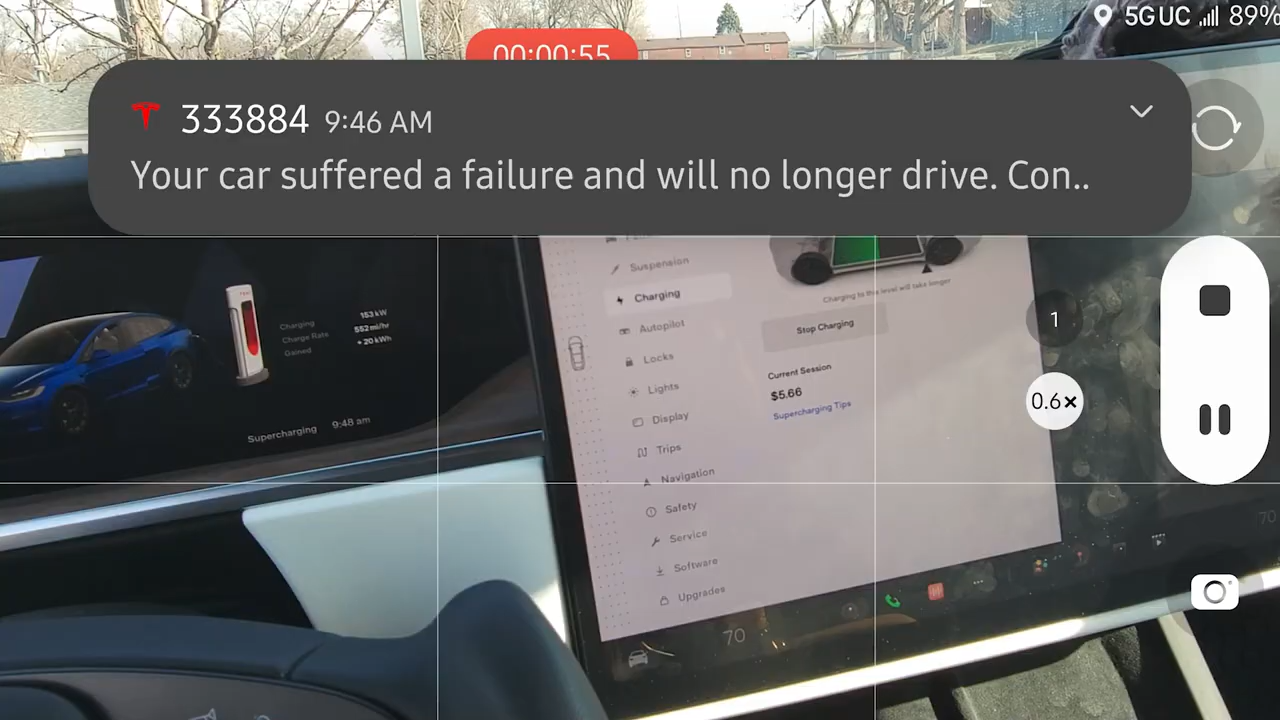 5G UC 89%
00:00:55
333884 9:46 AM
Your car suffered a failure and will no longer drive. Con..
Suspension
Charging
Autopilot
Locks
Lights
Display
Trips
Navigation
Safety
Service
Software
Upgrades
Charging to this level will take longer
Stop Charging
Current Session
$5.66
Supercharging Tips
Charging 153 kW
Charge Rate 552 mi/hr
Gained + 20 kWh
Supercharging 9:48 am
1
0.6×
70
70